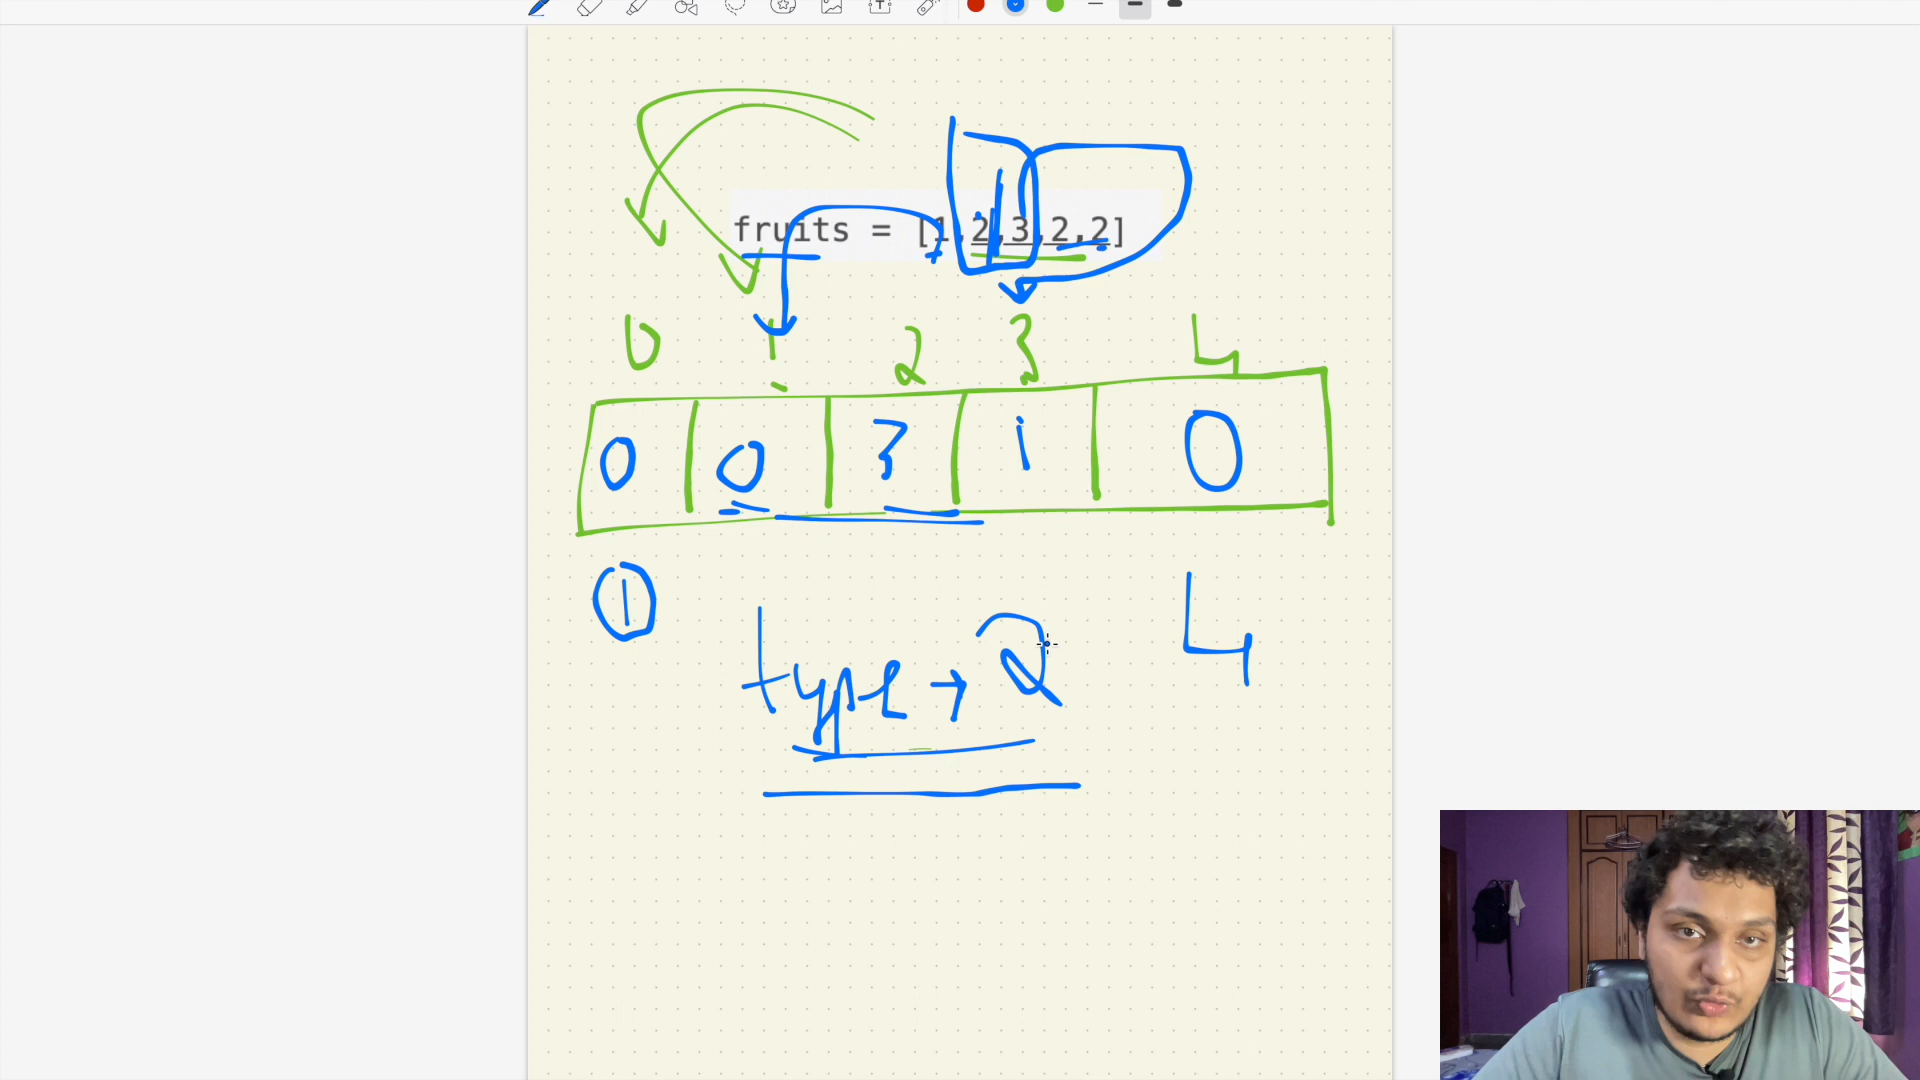 fruits = [1,2,3,2,2]
0 1 2 3 4
0 0 3 1 0
1
type → 2
4